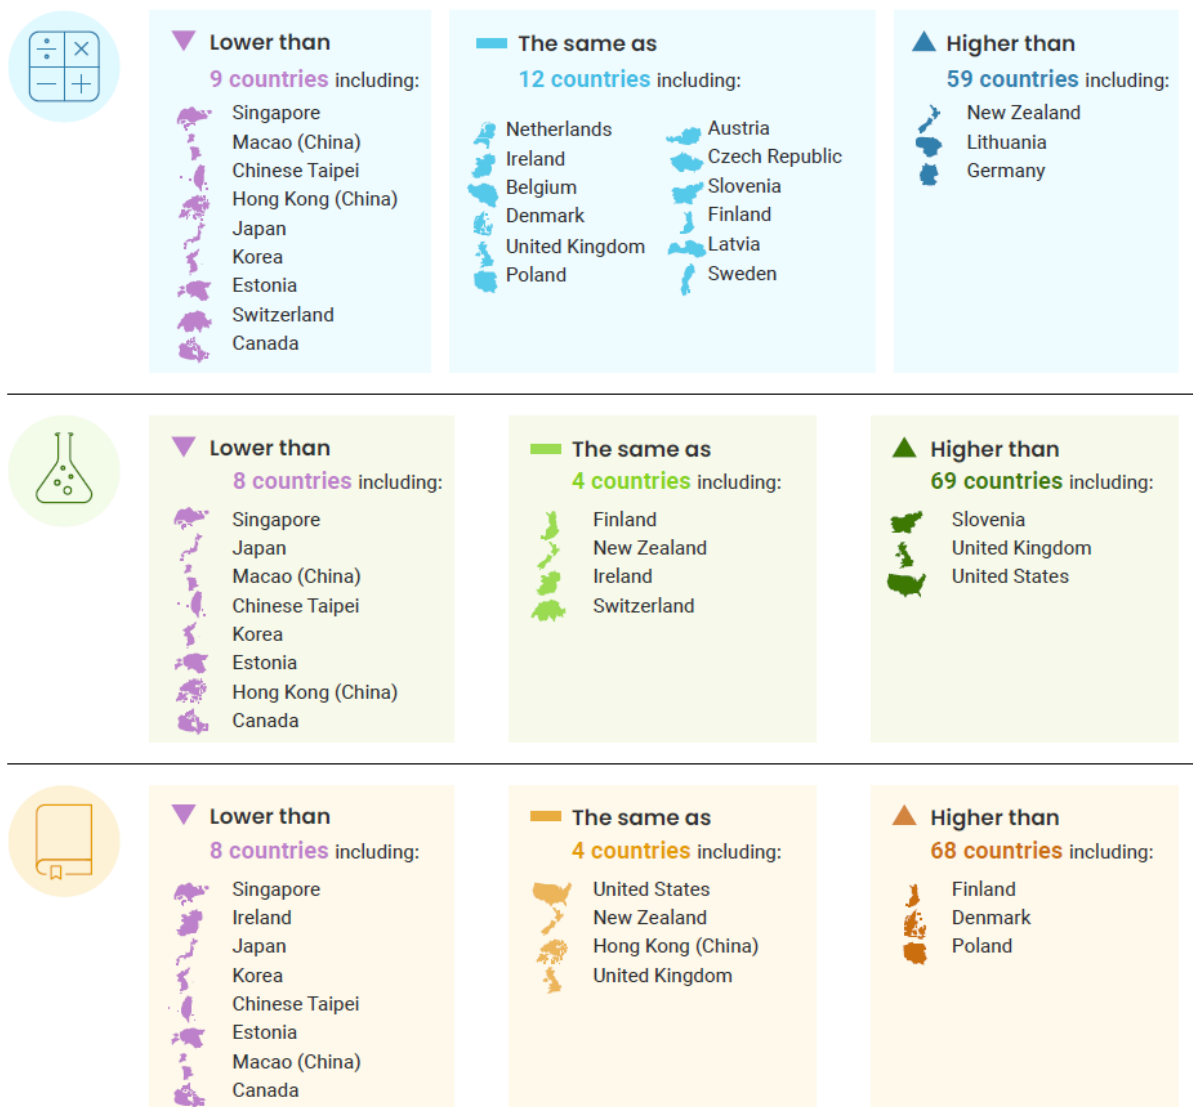 Lower than
9 countries including:
Singapore
Macao (China)
Chinese Taipei
Hong Kong (China)
Japan
Korea
Estonia
Switzerland
Canada
The same as
12 countries including:
Netherlands
Ireland
Belgium
Denmark
United Kingdom
Poland
Austria
Czech Republic
Slovenia
Finland
Latvia
Sweden
Higher than
59 countries including:
New Zealand
Lithuania
Germany
Lower than
8 countries including:
Singapore
Japan
Macao (China)
Chinese Taipei
Korea
Estonia
Hong Kong (China)
Canada
The same as
4 countries including:
Finland
New Zealand
Ireland
Switzerland
Higher than
69 countries including:
Slovenia
United Kingdom
United States
Lower than
8 countries including:
Singapore
Ireland
Japan
Korea
Chinese Taipei
Estonia
Macao (China)
Canada
The same as
4 countries including:
United States
New Zealand
Hong Kong (China)
United Kingdom
Higher than
68 countries including:
Finland
Denmark
Poland